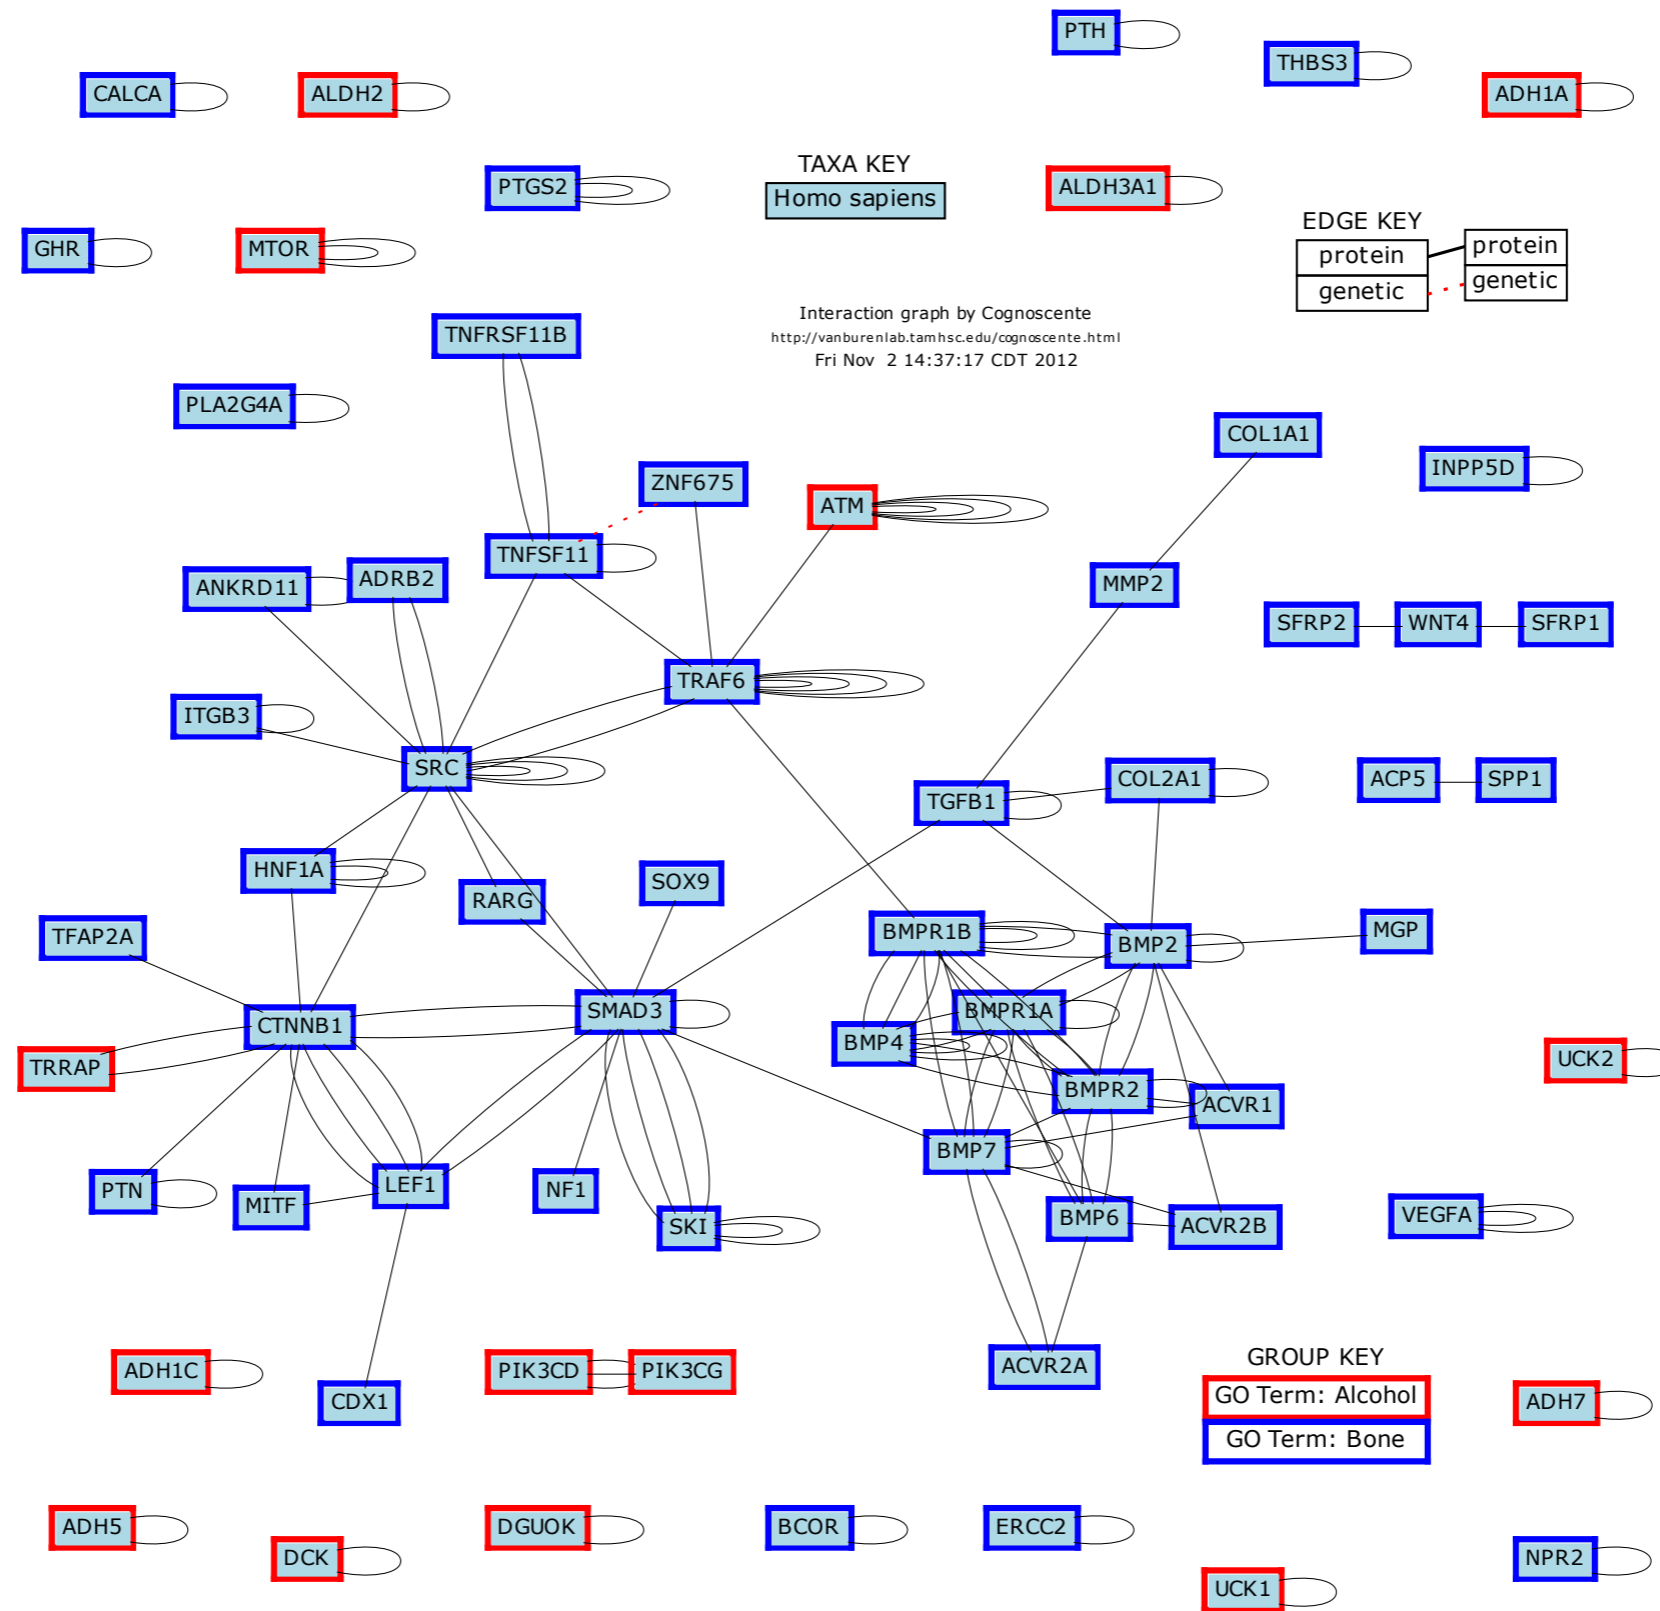 PTH
THBS3
CALCA
ALDH2
ADH1A
TAXA KEY
Homo sapiens
PTGS2
ALDH3A1
EDGE KEY
protein
genetic
protein
genetic
GHR
MTOR
Interaction graph by Cognoscente
http://vanburenlab.tamhsc.edu/cognoscente.html
Fri Nov 2 14:37:17 CDT 2012
TNFRSF11B
PLA2G4A
COL1A1
INPP5D
ZNF675
ATM
TNFSF11
ANKRD11
ADRB2
MMP2
SFRP2
WNT4
SFRP1
TRAF6
ITGB3
SRC
TGFB1
COL2A1
ACP5
SPP1
HNF1A
RARG
SOX9
TFAP2A
BMPR1B
BMP2
MGP
CTNNB1
SMAD3
BMPR1A
BMP4
TRRAP
UCK2
BMPR2
ACVR1
BMP7
PTN
MITF
LEF1
NF1
SKI
BMP6
ACVR2B
VEGFA
ADH1C
PIK3CD
PIK3CG
ACVR2A
CDX1
GROUP KEY
GO Term: Alcohol
GO Term: Bone
ADH7
ADH5
DCK
DGUOK
BCOR
ERCC2
UCK1
NPR2